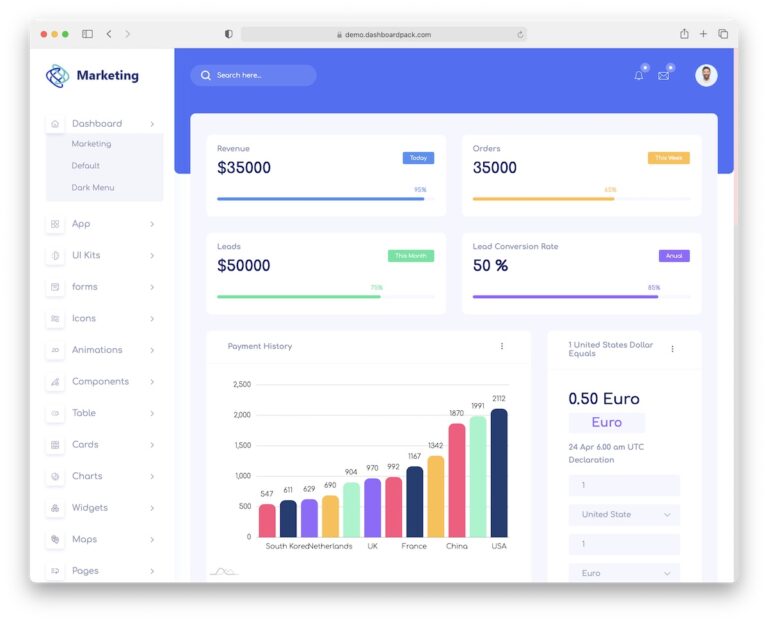 demo.dashboardpack.com
Marketing
Search here...
Dashboard
Marketing
Default
Dark Menu
App
UI Kits
forms
Icons
Animations
Components
Table
Cards
Charts
Widgets
Maps
Pages
Revenue
$35000
Today
95%
Orders
35000
This Week
65%
Leads
$50000
This Month
75%
Lead Conversion Rate
50 %
Anual
85%
Payment History
2,500
2,000
1,500
1,000
500
0
547 611 629 690 904 970 992 1167 1342 1870 1991 2112
South Korea Netherlands UK France China USA
1 United States Dollar
Equals
0.50 Euro
Euro
24 Apr 6.00 am UTC
Declaration
1
United State
1
Euro